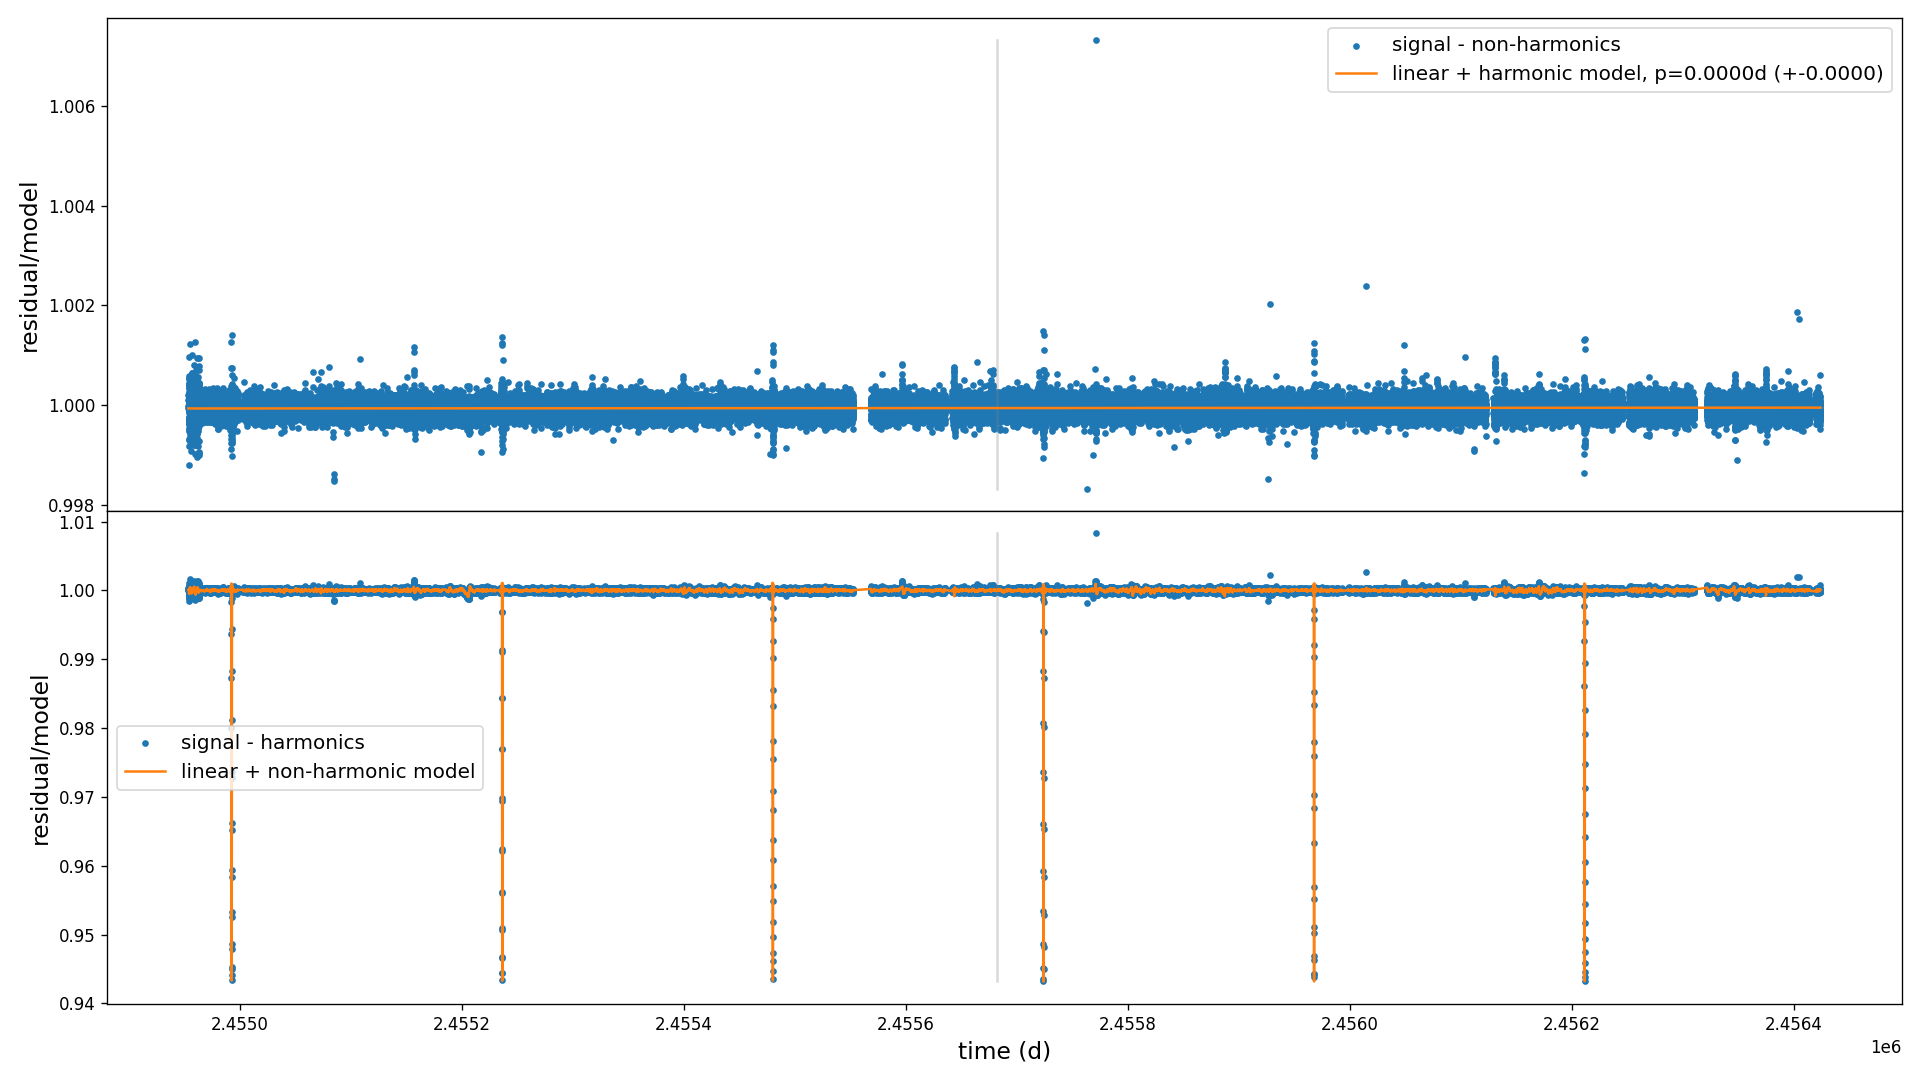 signal - non-harmonics
linear + harmonic model, p=0.0000d (+-0.0000)
residual/model
1.006
1.004
1.002
1.000
0.998
1.01
1.00
0.99
0.98
0.97
0.96
0.95
0.94
residual/model
signal - harmonics
linear + non-harmonic model
2.4550 2.4552 2.4554 2.4556 2.4558 2.4560 2.4562 2.4564
time (d)
1e6